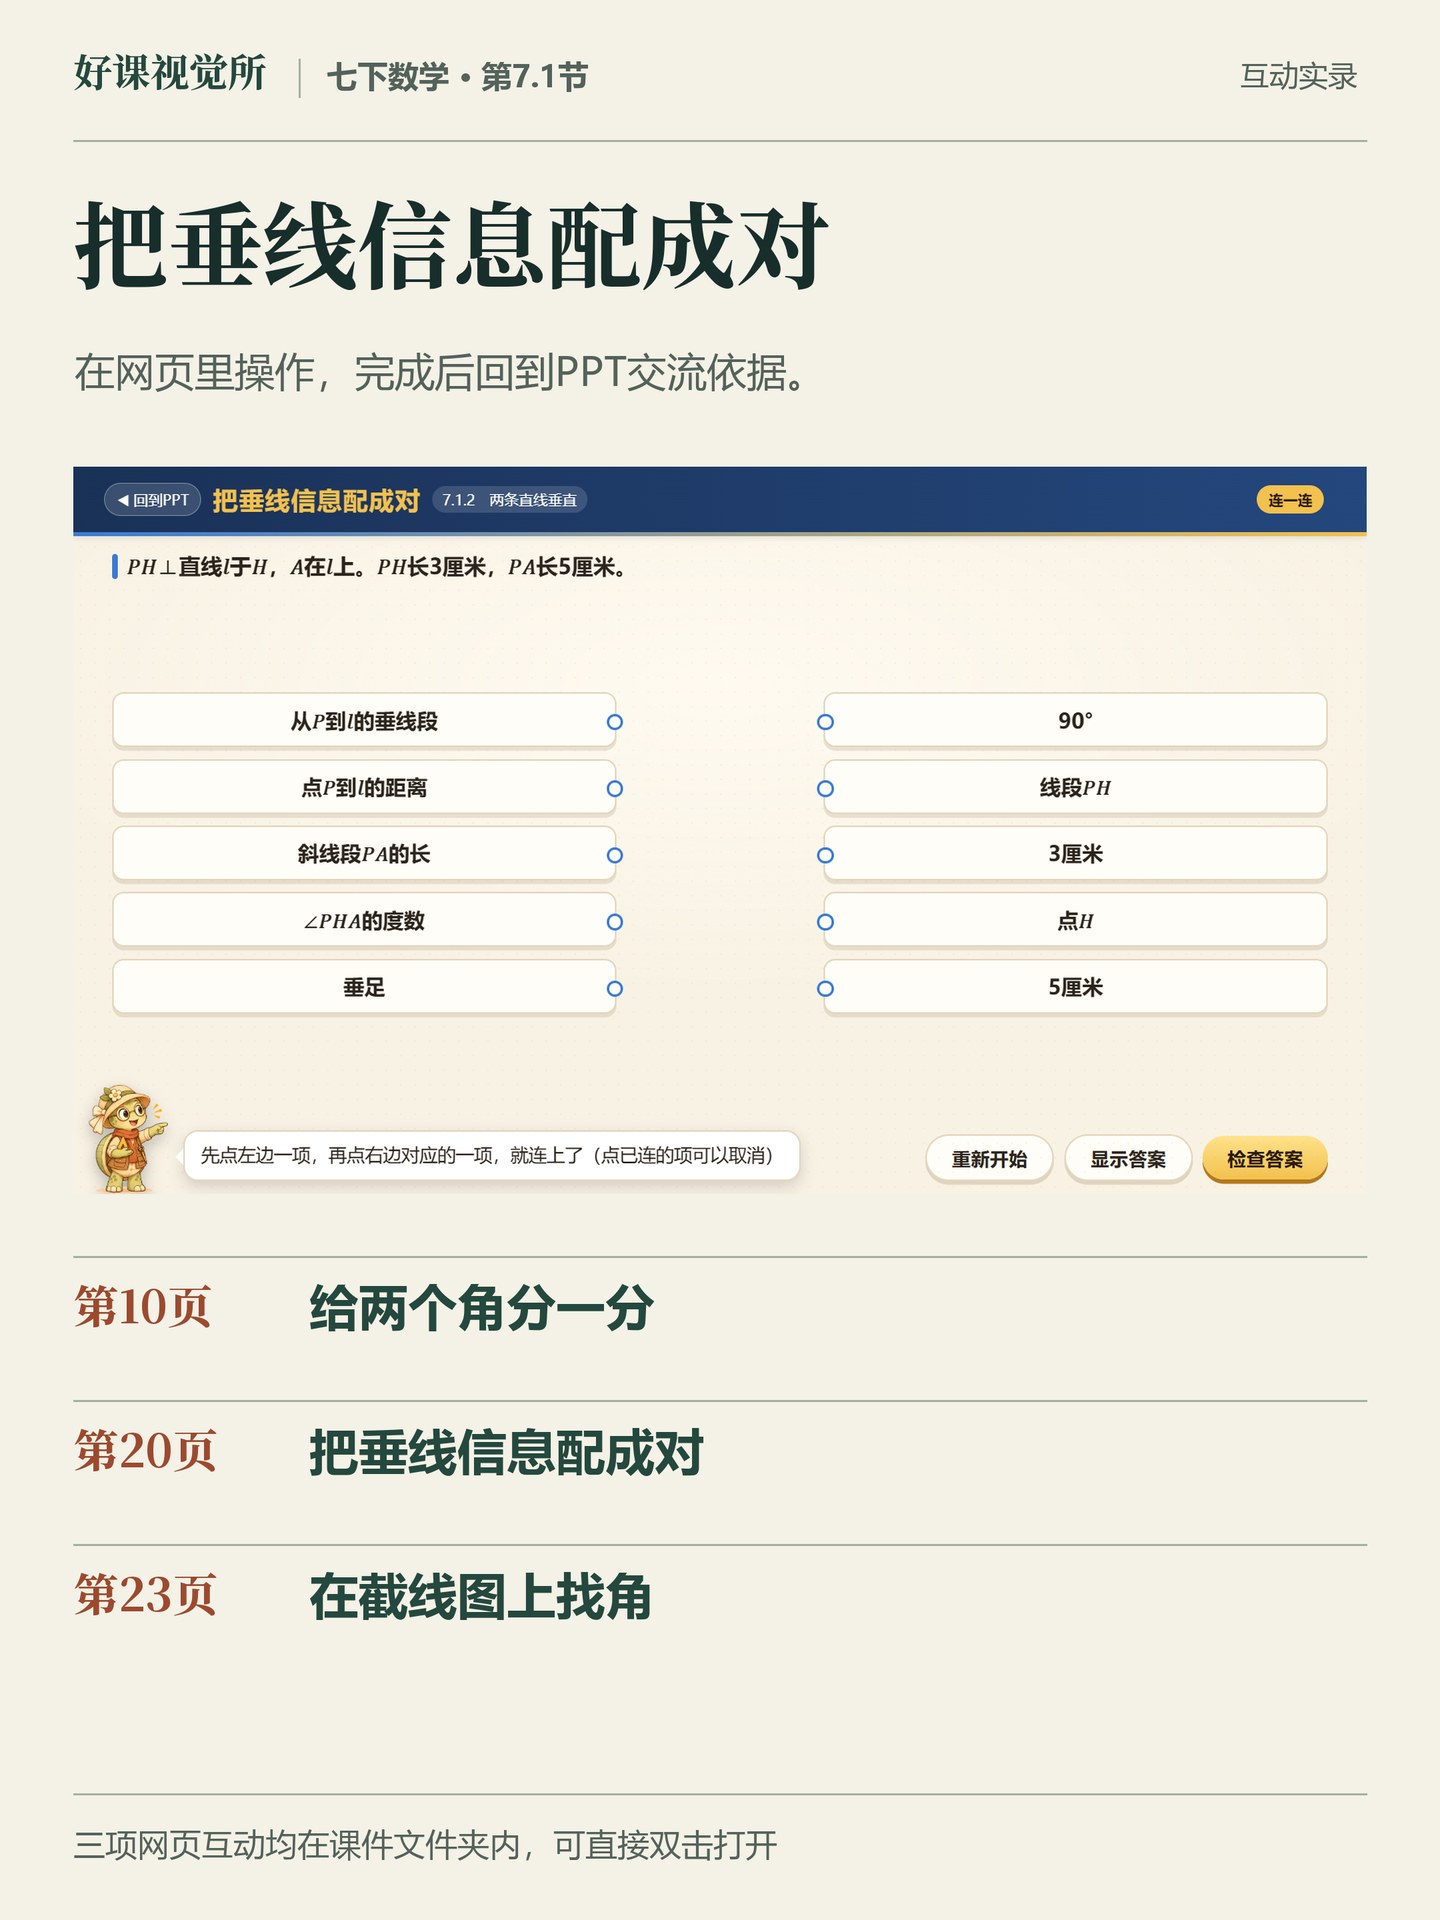 好课视觉所 七下数学·第7.1节 互动实录
把垂线信息配成对
在网页里操作，完成后回到PPT交流依据。
◀回到PPT 把垂线信息配成对 7.1.2 两条直线垂直 连一连
PH⊥直线l于H，A在l上。PH长3厘米，PA长5厘米。
从P到l的垂线段 90°
点P到l的距离 线段PH
斜线段PA的长 3厘米
∠PHA的度数 点H
垂足 5厘米
先点左边一项，再点右边对应的一项，就连上了（点已连的项可以取消） 重新开始 显示答案 检查答案
第10页 给两个角分一分
第20页 把垂线信息配成对
第23页 在截线图上找角
三项网页互动均在课件文件夹内，可直接双击打开